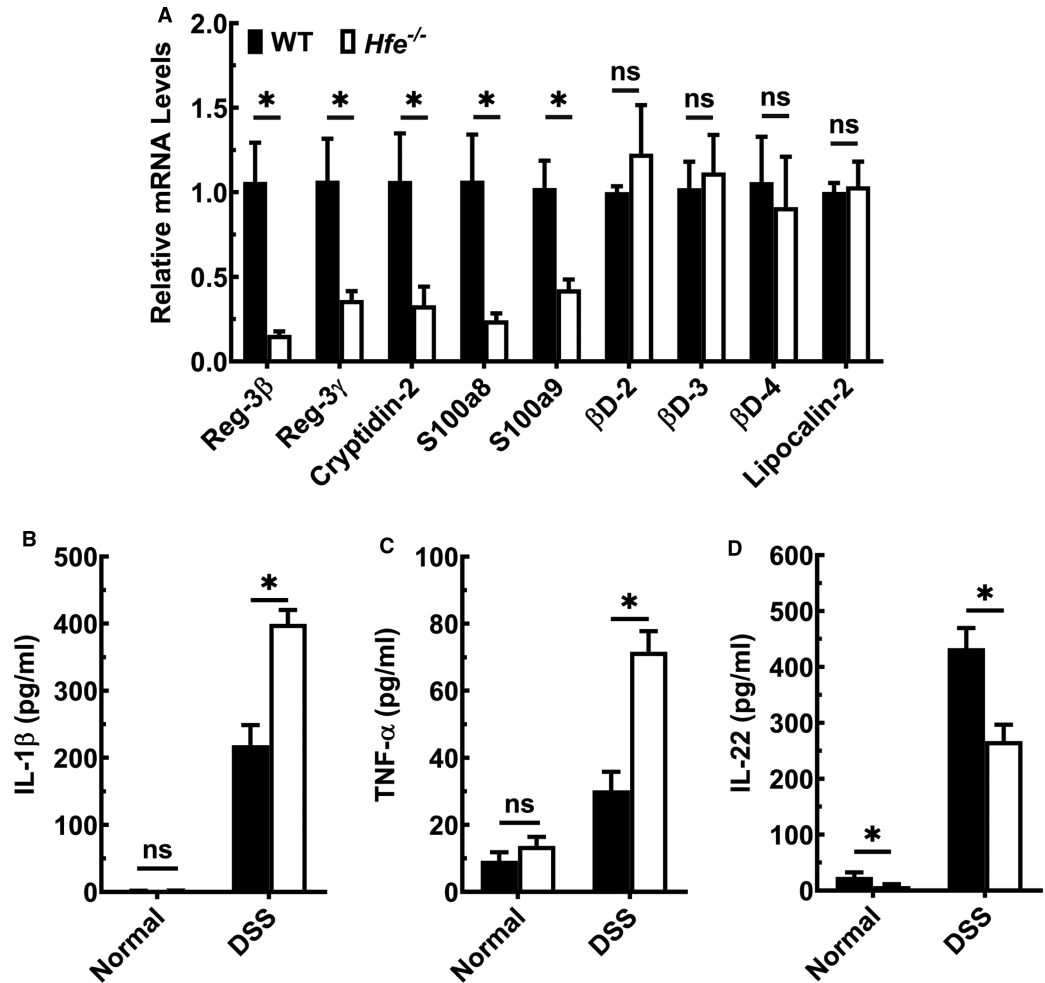 A
Relative mRNA Levels
2.0
1.5
1.0
0.5
0.0
WT Hfe-/-
* * * * * ns ns ns ns
Reg-3β
Reg-3γ
Cryptidin-2
S100a8
S100a9
βD-2
βD-3
βD-4
Lipocalin-2
B
IL-1β (pg/ml)
500
400
300
200
100
0
ns
*
Normal
DSS
C
TNF-α (pg/ml)
100
80
60
40
20
0
ns
*
Normal
DSS
D
IL-22 (pg/ml)
600
500
400
300
200
100
0
*
*
Normal
DSS